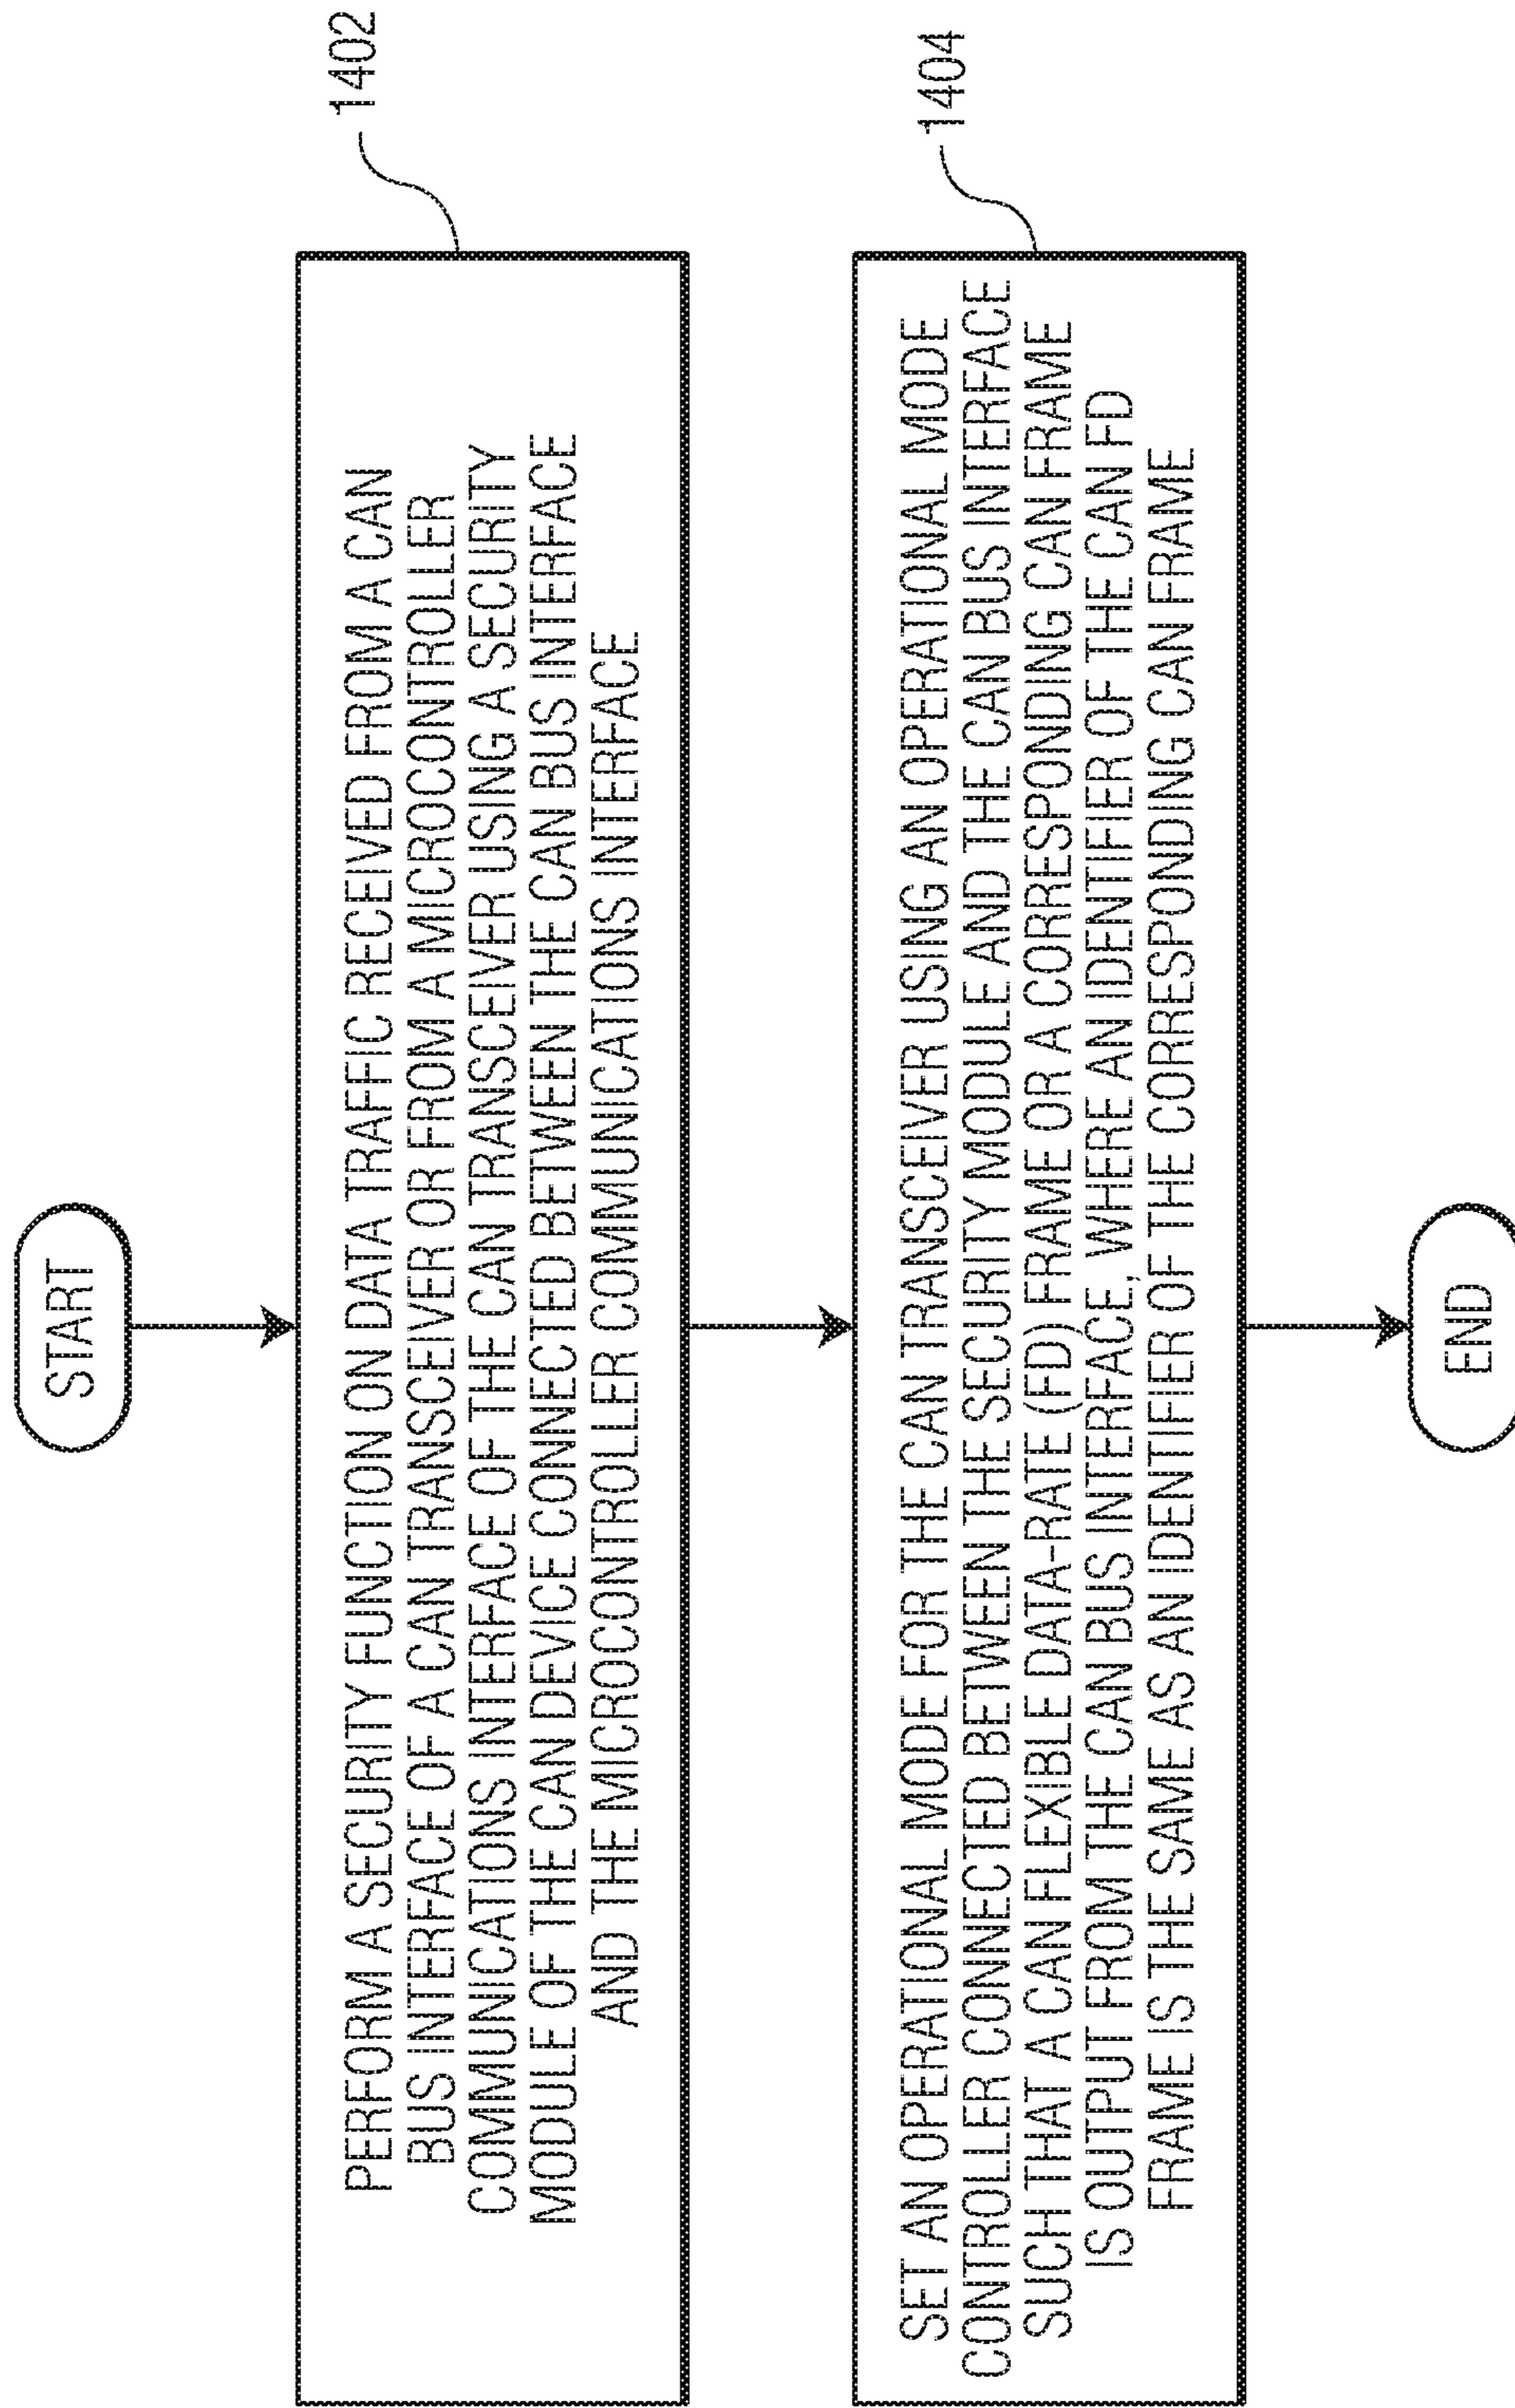 START
PERFORM A SECURITY FUNCTION ON DATA TRAFFIC RECEIVED FROM A CAN
BUS INTERFACE OF A CAN TRANSCEIVER OR FROM A MICROCONTROLLER
COMMUNICATIONS INTERFACE OF THE CAN TRANSCEIVER USING A SECURITY
MODULE OF THE CAN DEVICE CONNECTED BETWEEN THE CAN BUS INTERFACE
AND THE MICROCONTROLLER COMMUNICATIONS INTERFACE
1402
SET AN OPERATIONAL MODE FOR THE CAN TRANSCEIVER USING AN OPERATIONAL MODE
CONTROLLER CONNECTED BETWEEN THE SECURITY MODULE AND THE CAN BUS INTERFACE
SUCH THAT A CAN FLEXIBLE DATA-RATE (FD) FRAME OR A CORRESPONDING CAN FRAME
IS OUTPUT FROM THE CAN BUS INTERFACE, WHERE AN IDENTIFIER OF THE CAN FD
FRAME IS THE SAME AS AN IDENTIFIER OF THE CORRESPONDING CAN FRAME
1404
END